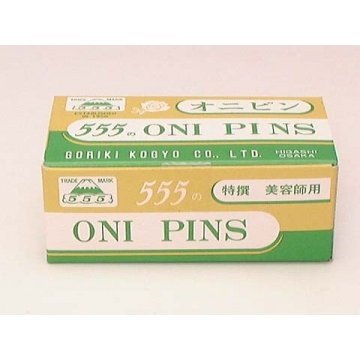 TRADE MARK
555
ESTABLISHED
オニピン
555の ONI PINS
GORIKI KOGYO CO., LTD. HIGASHI OSAKA
TRADE MARK
555
555の
特撰 美容師用
ONI PINS